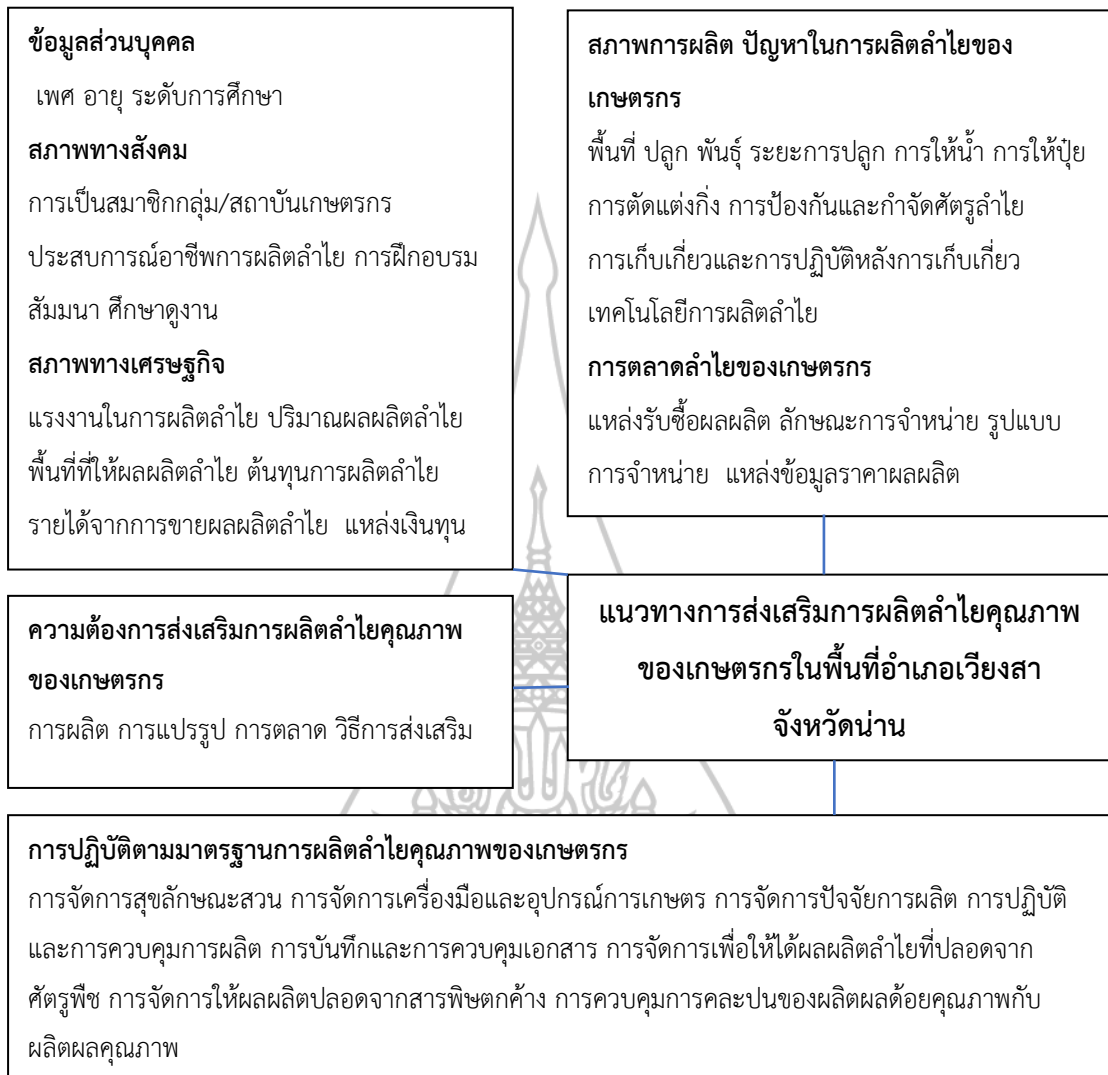 ข้อมูลส่วนบุคคล
เพศ อายุ ระดับการศึกษา
สภาพทางสังคม
การเป็นสมาชิกกลุ่ม/สถาบันเกษตรกร
ประสบการณ์อาชีพการผลิตลำไย การฝึกอบรม
สัมมนา ศึกษาดูงาน
สภาพทางเศรษฐกิจ
แรงงานในการผลิตลำไย ปริมาณผลผลิตลำไย
พื้นที่ที่ให้ผลผลิตลำไย ต้นทุนการผลิตลำไย
รายได้จากการขายผลผลิตลำไย แหล่งเงินทุน
สภาพการผลิต ปัญหาในการผลิตลำไยของ
เกษตรกร
พื้นที่ ปลูก พันธุ์ ระยะการปลูก การให้น้ำ การให้ปุ๋ย
การตัดแต่งกิ่ง การป้องกันและกำจัดศัตรูลำไย
การเก็บเกี่ยวและการปฏิบัติหลังการเก็บเกี่ยว
เทคโนโลยีการผลิตลำไย
การตลาดลำไยของเกษตรกร
แหล่งรับซื้อผลผลิต ลักษณะการจำหน่าย รูปแบบ
การจำหน่าย แหล่งข้อมูลราคาผลผลิต
ความต้องการส่งเสริมการผลิตลำไยคุณภาพ
ของเกษตรกร
การผลิต การแปรรูป การตลาด วิธีการส่งเสริม
แนวทางการส่งเสริมการผลิตลำไยคุณภาพ
ของเกษตรกรในพื้นที่อำเภอเวียงสา
จังหวัดน่าน
การปฏิบัติตามมาตรฐานการผลิตลำไยคุณภาพของเกษตรกร
การจัดการสุขลักษณะสวน การจัดการเครื่องมือและอุปกรณ์การเกษตร การจัดการปัจจัยการผลิต การปฏิบัติ
และการควบคุมการผลิต การบันทึกและการควบคุมเอกสาร การจัดการเพื่อให้ได้ผลผลิตลำไยที่ปลอดจาก
ศัตรูพืช การจัดการให้ผลผลิตปลอดจากสารพิษตกค้าง การควบคุมการคละปนของผลิตผลด้อยคุณภาพกับ
ผลิตผลคุณภาพ